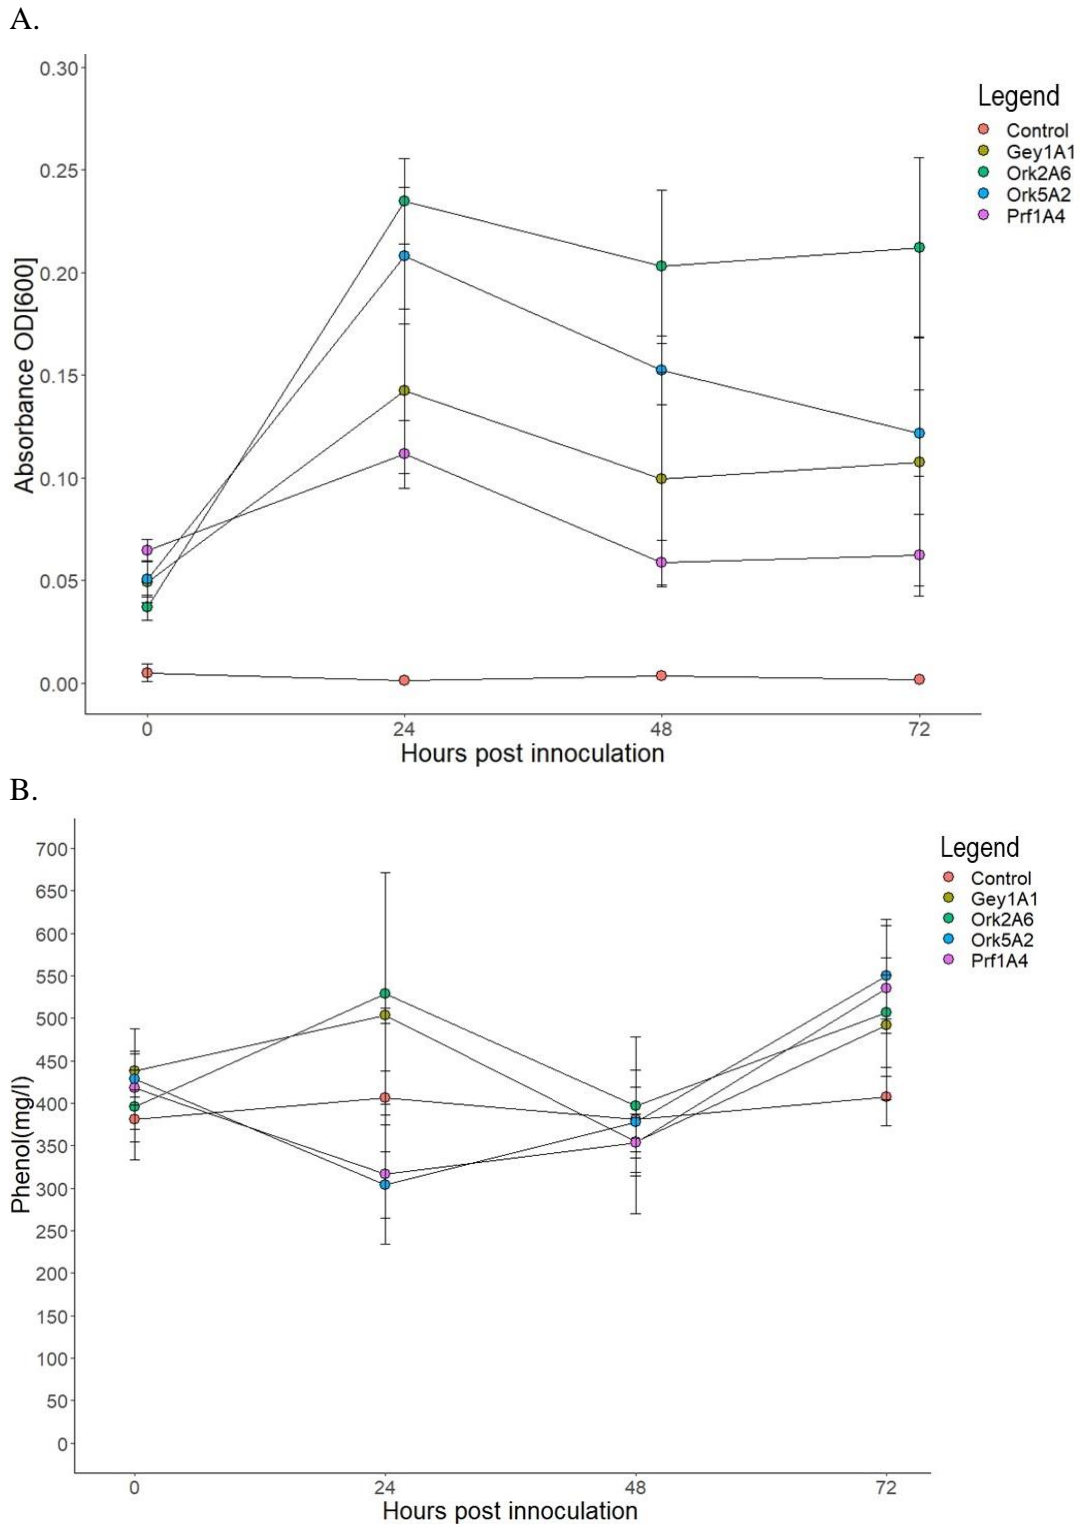 A.
0.30
0.25
0.20
0.15
0.10
0.05
0.00
Absorbance OD[600]
0 24 48 72
Hours post innoculation
Legend
Control
Gey1A1
Ork2A6
Ork5A2
Prf1A4
B.
700
650
600
550
500
450
400
350
300
250
200
150
100
50
0
Phenol(mg/l)
0 24 48 72
Hours post innoculation
Legend
Control
Gey1A1
Ork2A6
Ork5A2
Prf1A4